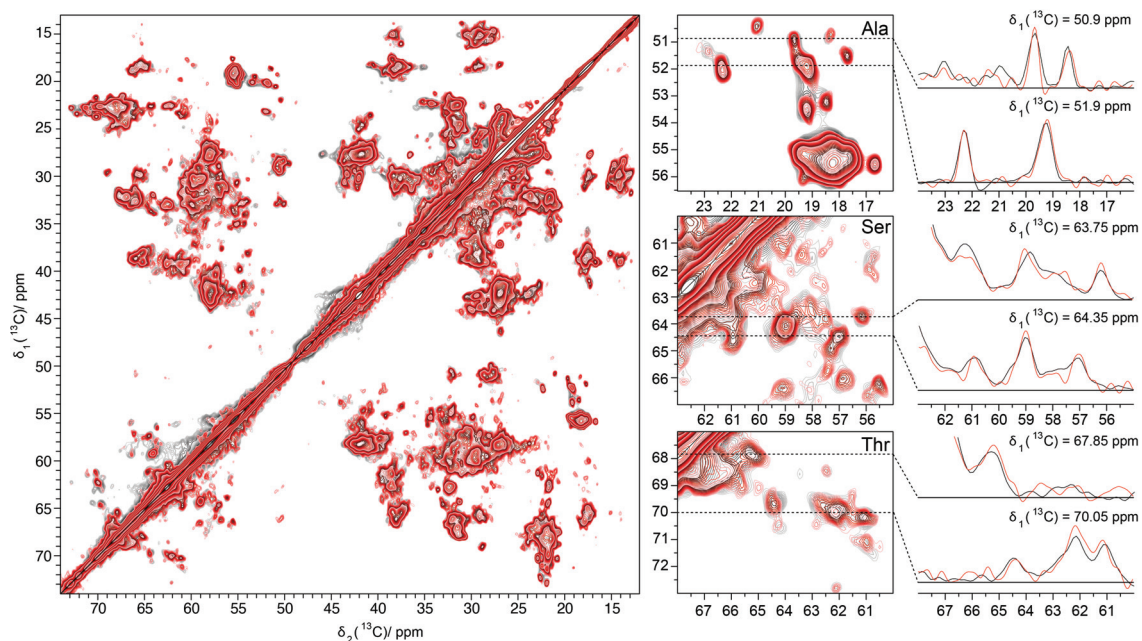 15
20
25
30
35
40
45
50
55
60
65
70
δ₁(¹³C)/ ppm
70 65 60 55 50 45 40 35 30 25 20 15
δ₂(¹³C)/ ppm
Ala
51
52
53
54
55
56
23 22 21 20 19 18 17
Ser
61
62
63
64
65
66
62 61 60 59 58 57 56
Thr
68
69
70
71
72
67 66 65 64 63 62 61
δ₁(¹³C) = 50.9 ppm
δ₁(¹³C) = 51.9 ppm
23 22 21 20 19 18 17
δ₁(¹³C) = 63.75 ppm
δ₁(¹³C) = 64.35 ppm
62 61 60 59 58 57 56
δ₁(¹³C) = 67.85 ppm
δ₁(¹³C) = 70.05 ppm
67 66 65 64 63 62 61